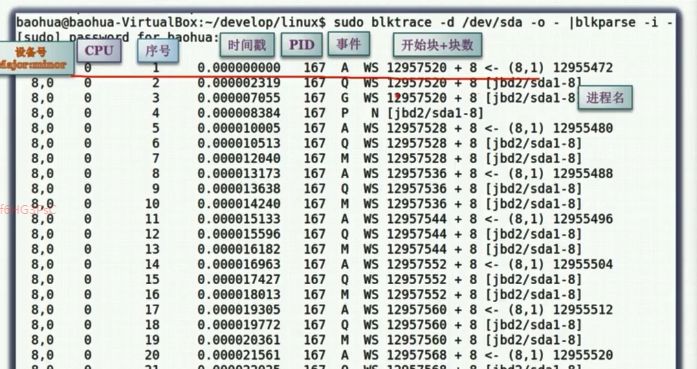 baohua@baohua-VirtualBox:~/develop/linux$ sudo blktrace -d /dev/sda -o - |blkparse -i -
[sudo] password for baohua:
设备号 Major:minor CPU 序号 时间戳 PID 事件 开始块+块数
0 1 0.000000000 167 A WS 12957520 + 8 <- (8,1) 12955472
8,0 0 2 0.000002319 167 Q WS 12957520 + 8 [jbd2/sda1-8]
8,0 0 3 0.000007055 167 G WS 12957520 + 8 [jbd2/sda1-8]
进程名
8,0 0 4 0.000008384 167 P N [jbd2/sda1-8]
8,0 0 5 0.000010005 167 A WS 12957528 + 8 <- (8,1) 12955480
8,0 0 6 0.000010513 167 Q WS 12957528 + 8 [jbd2/sda1-8]
8,0 0 7 0.000012040 167 M WS 12957528 + 8 [jbd2/sda1-8]
8,0 0 8 0.000013173 167 A WS 12957536 + 8 <- (8,1) 12955488
8,0 0 9 0.000013638 167 Q WS 12957536 + 8 [jbd2/sda1-8]
8,0 0 10 0.000014240 167 M WS 12957536 + 8 [jbd2/sda1-8]
8,0 0 11 0.000015133 167 A WS 12957544 + 8 <- (8,1) 12955496
8,0 0 12 0.000015596 167 Q WS 12957544 + 8 [jbd2/sda1-8]
8,0 0 13 0.000016182 167 M WS 12957544 + 8 [jbd2/sda1-8]
8,0 0 14 0.000016963 167 A WS 12957552 + 8 <- (8,1) 12955504
8,0 0 15 0.000017427 167 Q WS 12957552 + 8 [jbd2/sda1-8]
8,0 0 16 0.000018013 167 M WS 12957552 + 8 [jbd2/sda1-8]
8,0 0 17 0.000019305 167 A WS 12957560 + 8 <- (8,1) 12955512
8,0 0 18 0.000019772 167 Q WS 12957560 + 8 [jbd2/sda1-8]
8,0 0 19 0.000020361 167 M WS 12957560 + 8 [jbd2/sda1-8]
8,0 0 20 0.000021561 167 A WS 12957568 + 8 <- (8,1) 12955520